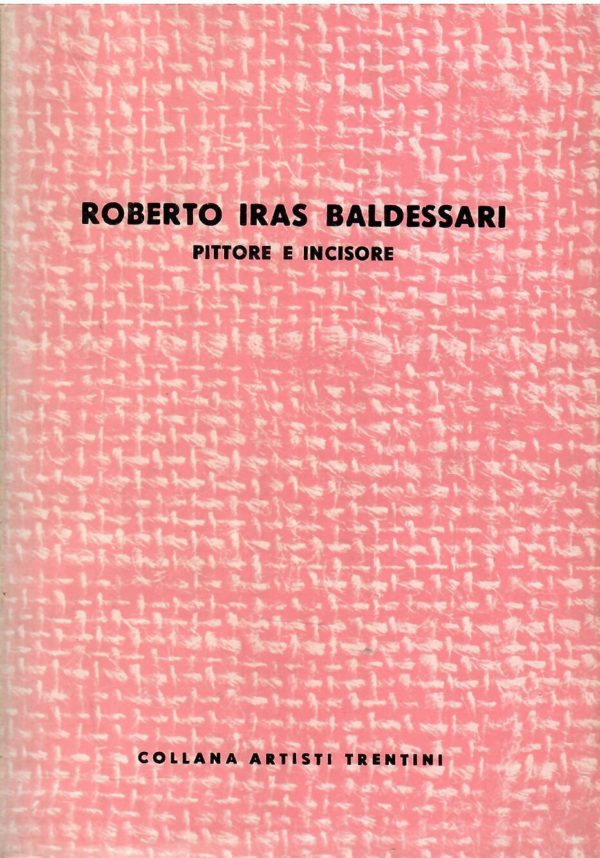 ROBERTO IRAS BALDESSARI
PITTORE E INCISORE
COLLANA ARTISTI TRENTINI